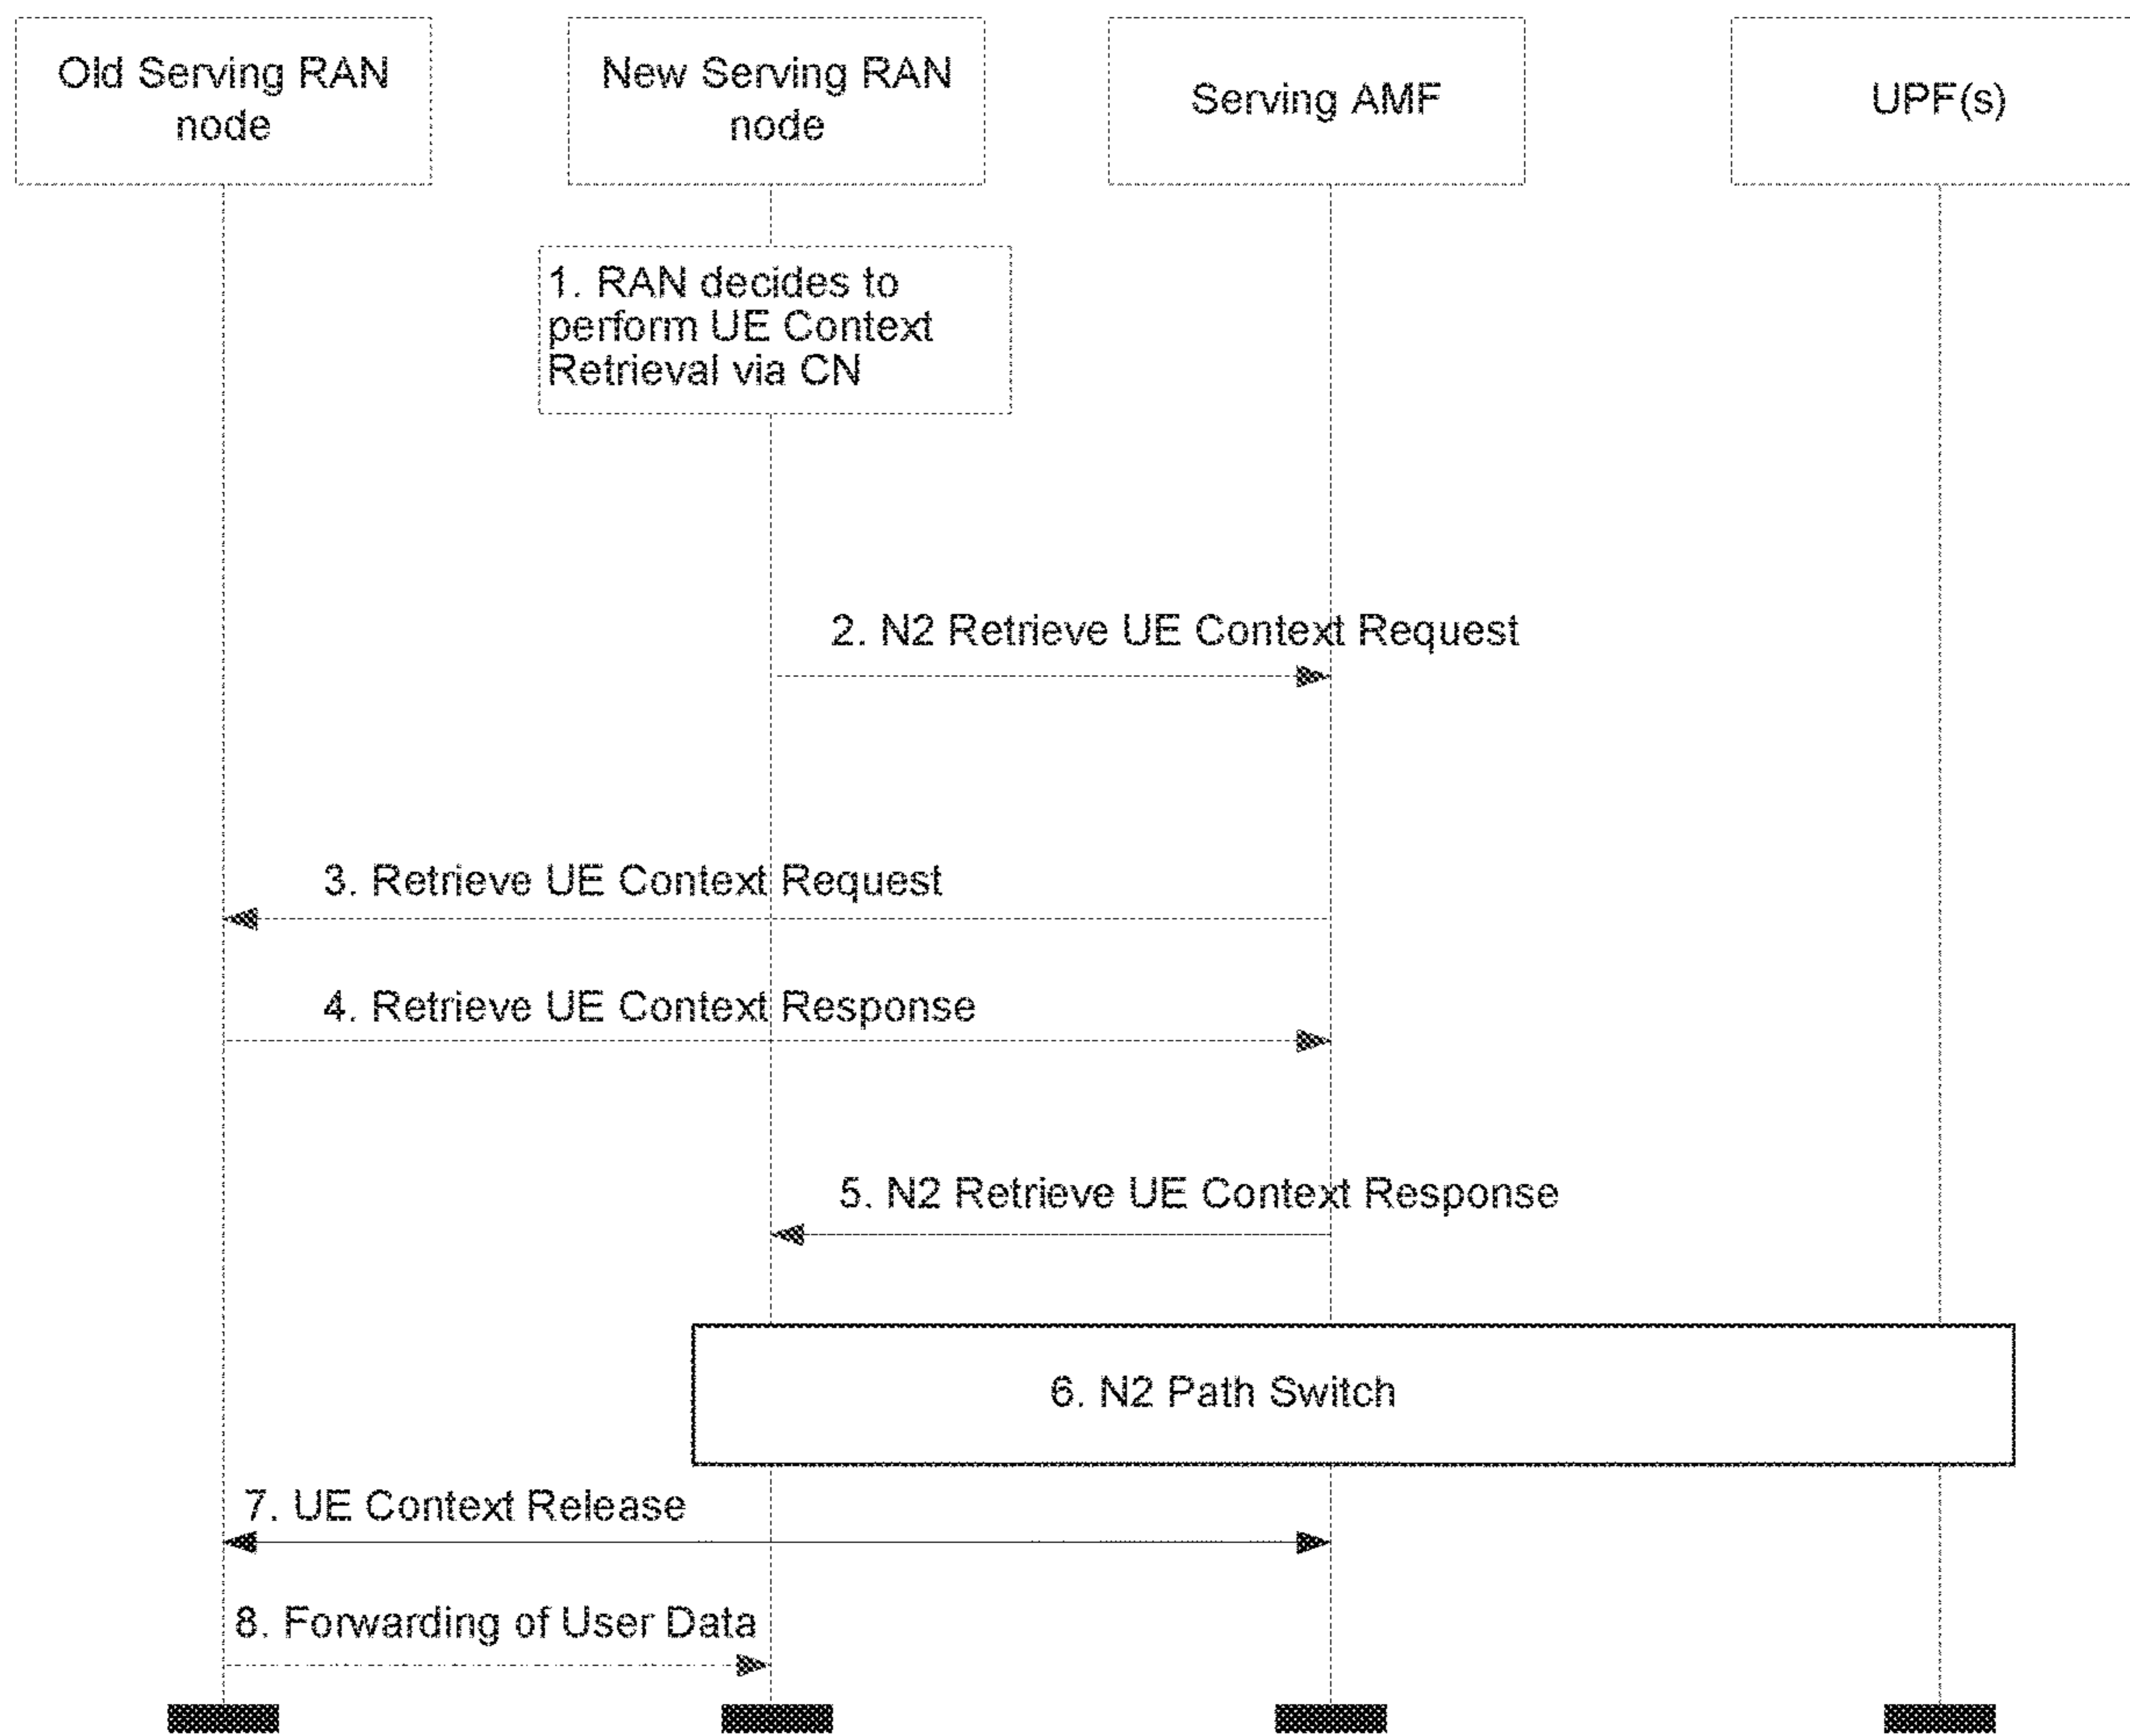 Old Serving RAN
node
New Serving RAN
node
Serving AMF
UPF(s)
1. RAN decides to
perform UE Context
Retrieval via CN
2. N2 Retrieve UE Context Request
3. Retrieve UE Context Request
4. Retrieve UE Context Response
5. N2 Retrieve UE Context Response
6. N2 Path Switch
7. UE Context Release
8. Forwarding of User Data